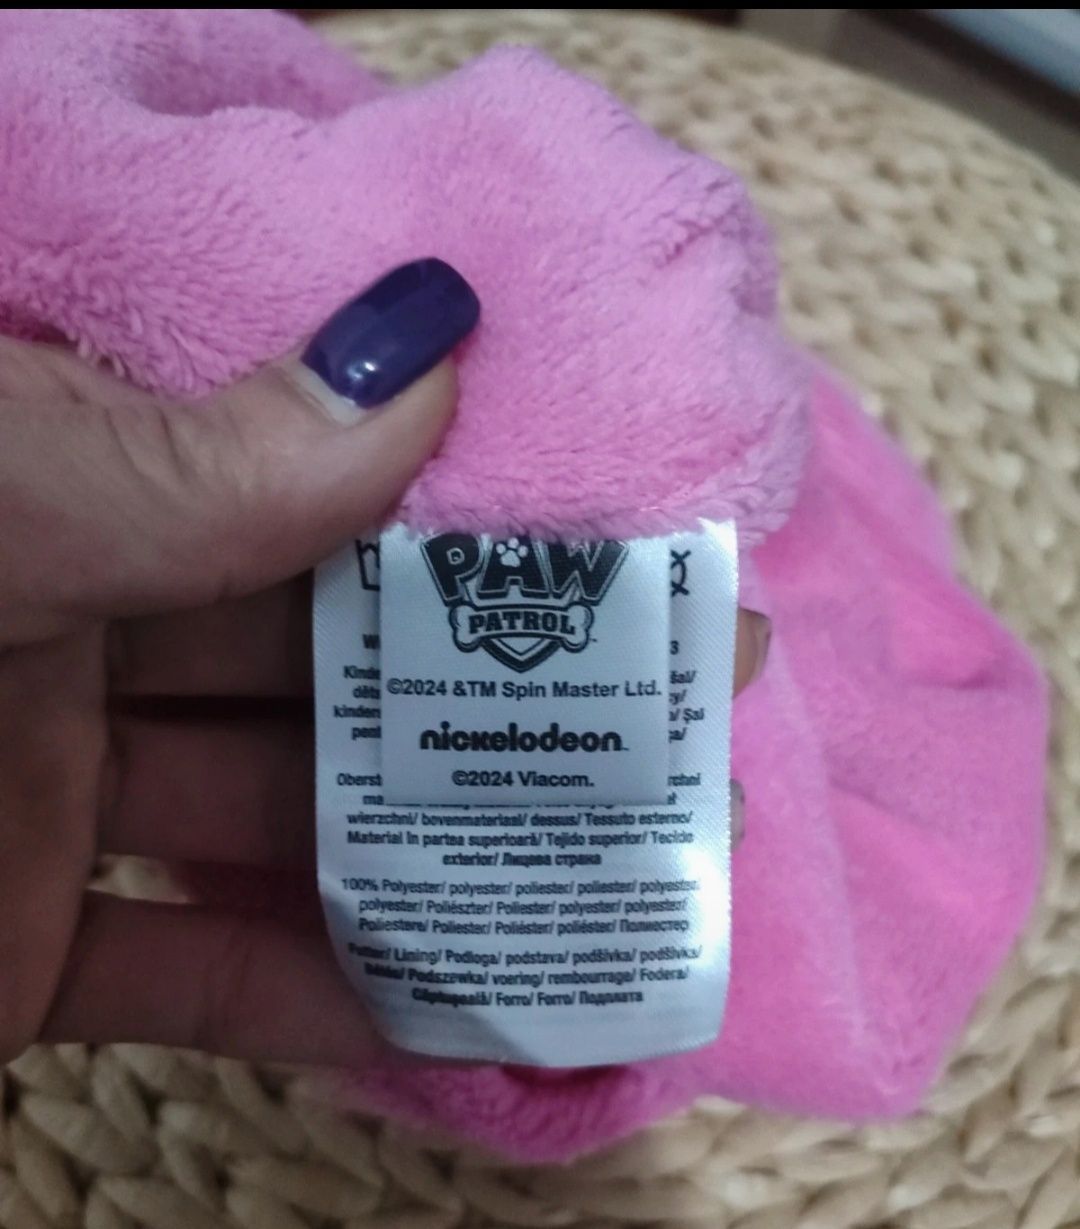 PAW
PATROL
©2024 &TM Spin Master Ltd.
nickelodeon
©2024 Viacom.
wierzchni/ bovenmateriaal/ dessus/ Tessuto esterno/
Material în partea superioară/ Tejido superior/ Tecido
exterior/ Лицева страна
100% Polyester/ polyester/ poliester/ poliester/ polyester/
polyester/ Poliészter/ Poliester/ polyester/ polyester/
Poliestere/ Poliester/ Poliéster/ poliéster/ Полиестер
Futter/ Lining/ Podloga/ podstava/ podšívka/ podšivka/
Bélés/ Podszewka/ voering/ rembourrage/ Fodera/
Căptușeală/ Forro/ Forro/ Подплата